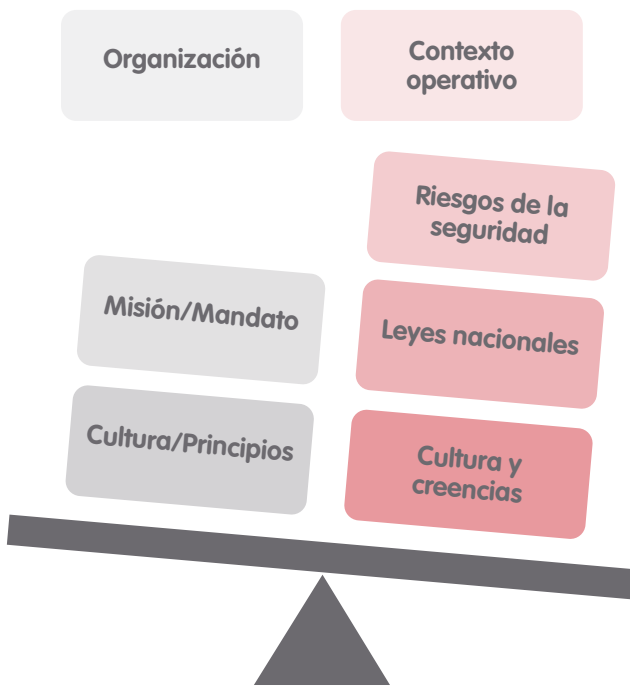 Organización
Contexto
operativo
Riesgos de la
seguridad
Misión/Mandato
Leyes nacionales
Cultura/Principios
Cultura y
creencias